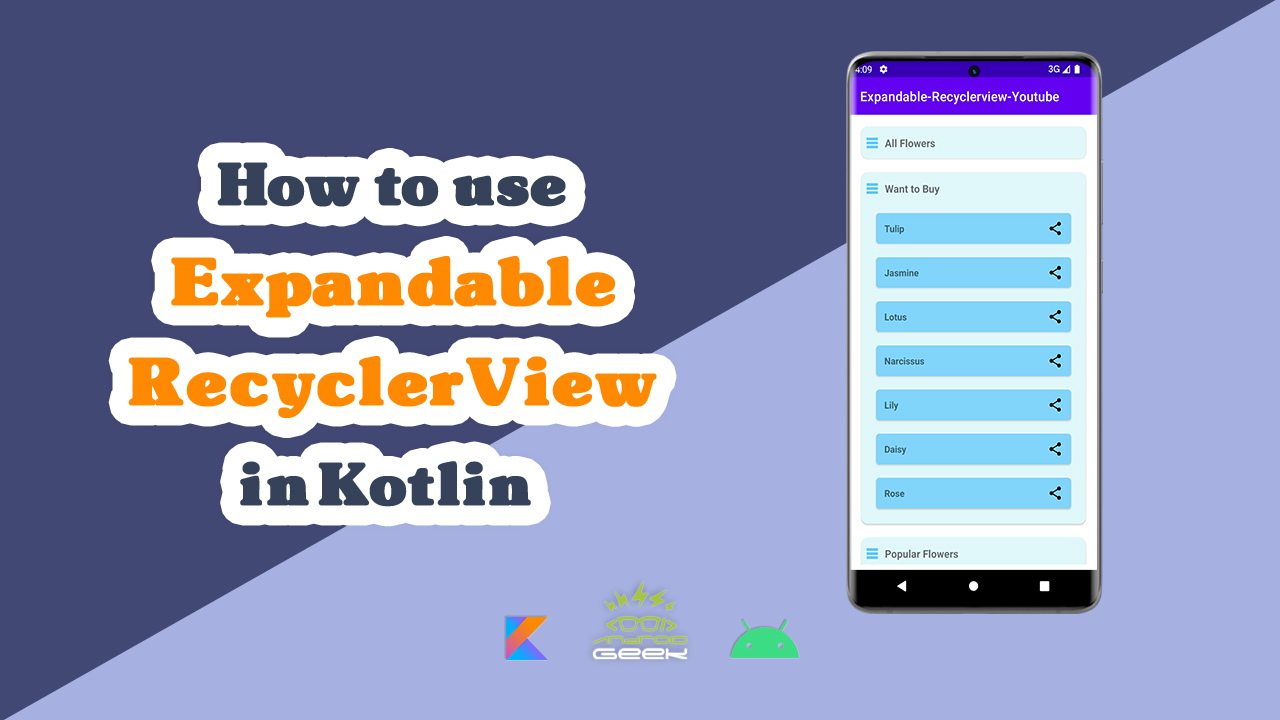 How to use
Expandable
RecyclerView
in Kotlin
4:09
3G
Expandable-Recyclerview-Youtube
All Flowers
Want to Buy
Tulip
Jasmine
Lotus
Narcissus
Lily
Daisy
Rose
Popular Flowers
Android
Geek